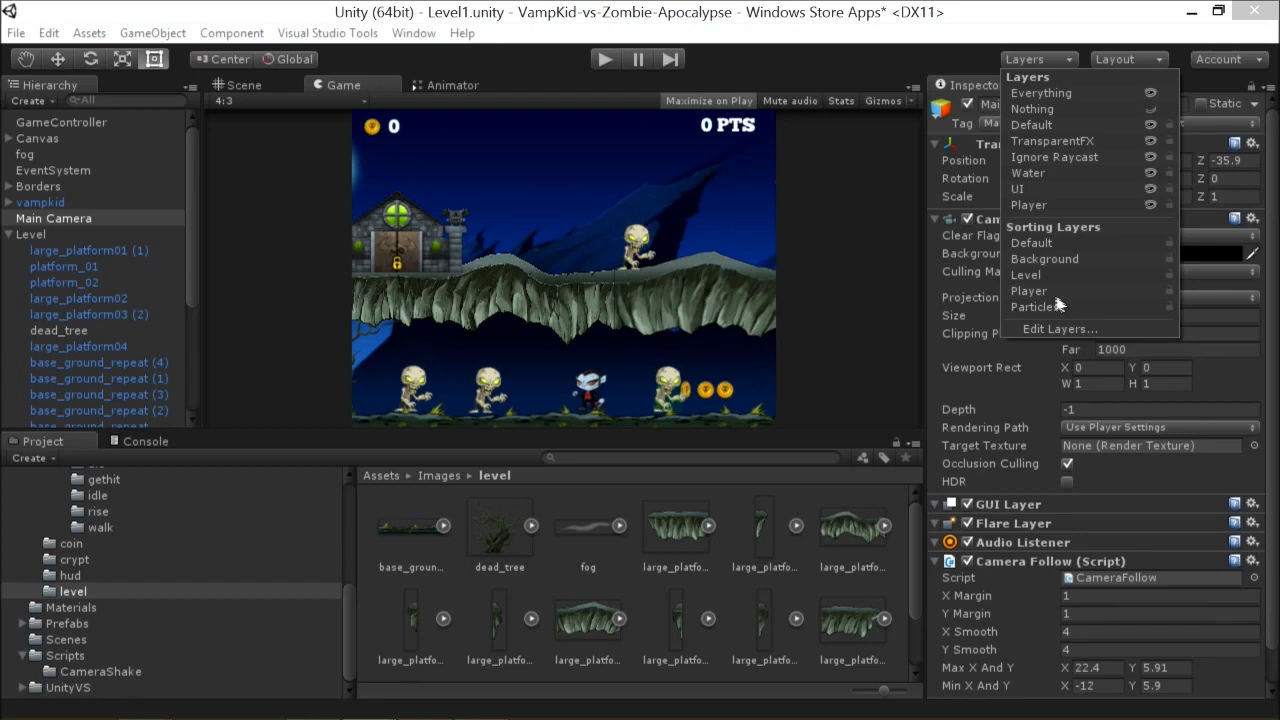 Unity (64bit) - Level1.unity - VampKid-vs-Zombie-Apocalypse - Windows Store Apps* <DX11>
File Edit Assets GameObject Component Visual Studio Tools Window Help
Center Global Layers Layout Account
Hierarchy
Create All
GameController
Canvas
fog
EventSystem
Borders
vampkid
Main Camera
Level
large_platform01 (1)
platform_01
platform_02
large_platform02
large_platform03 (2)
dead_tree
large_platform04
base_ground_repeat (4)
base_ground_repeat (1)
base_ground_repeat (3)
base_ground_repeat (2)
Scene Game Animator
4:3 Maximize on Play Mute audio Stats Gizmos
0 0 PTS
Layers
Everything
Nothing
Default
TransparentFX
Ignore Raycast
Water
UI
Player
Sorting Layers
Default
Background
Level
Player
Particle
Edit Layers...
Inspecto
Mai Static
Tag Ma
Tran
Position Z -35.9
Rotation Z 0
Scale Z 1
Cam
Clear Flag
Backgroun
Culling Ma
Projection
Size
Clipping P
Far 1000
Viewport Rect X 0 Y 0
W 1 H 1
Depth -1
Rendering Path Use Player Settings
Target Texture None (Render Texture)
Occlusion Culling
HDR
GUI Layer
Flare Layer
Audio Listener
Camera Follow (Script)
Script CameraFollow
X Margin 1
Y Margin 1
X Smooth 4
Y Smooth 4
Max X And Y X 22.4 Y 5.91
Min X And Y X -12 Y 5.9
Project Console
Create
gethit
idle
rise
walk
coin
crypt
hud
level
Materials
Prefabs
Scenes
Scripts
CameraShake
UnityVS
Assets Images level
base_groun... dead_tree fog large_platfo... large_platfo... large_platfo...
large_platfo... large_platfo... large_platfo... large_platfo... large_platfo... large_platfo...